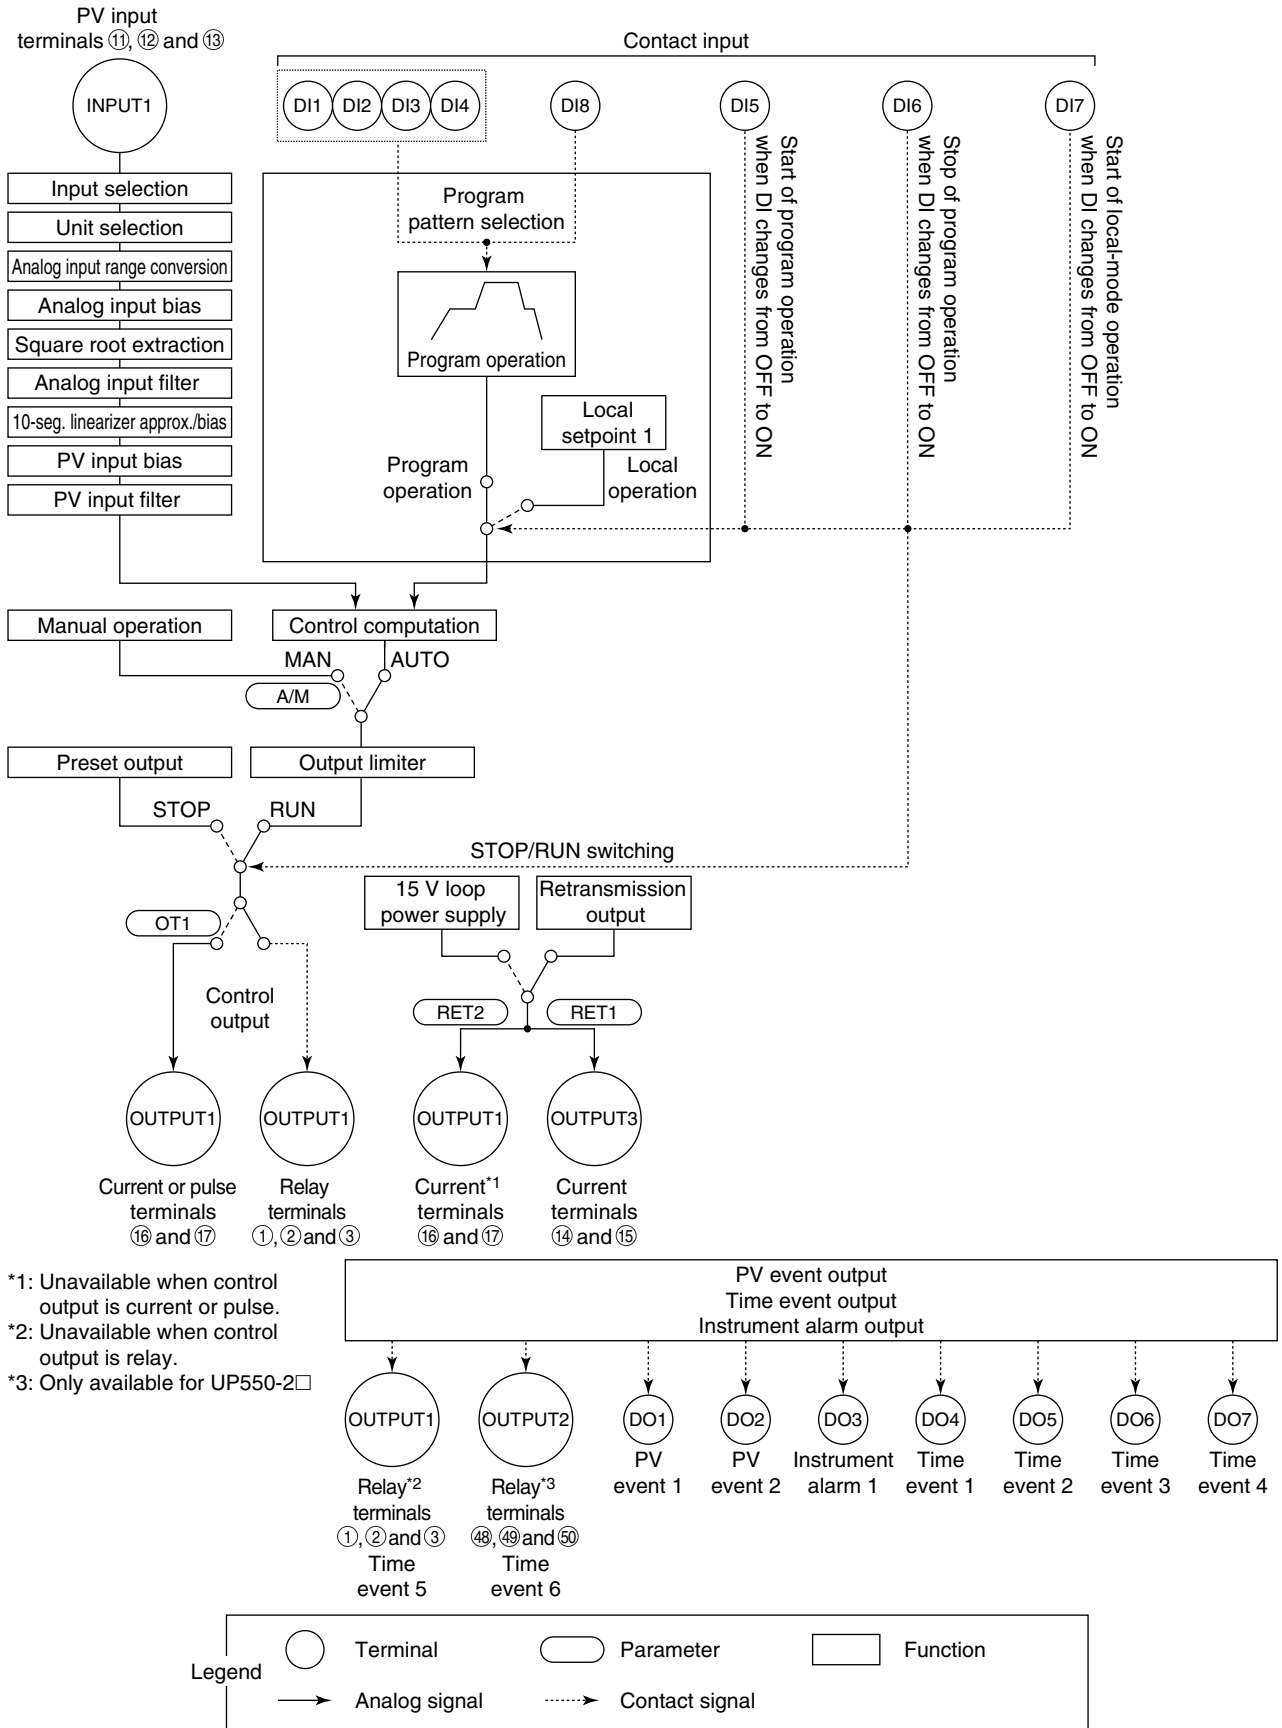 PV input
terminals ⑪, ⑫ and ⑬
Contact input
INPUT1
DI1
DI2
DI3
DI4
DI8
DI5
DI6
DI7
Start of program operation
when DI changes from OFF to ON
Stop of program operation
when DI changes from OFF to ON
Start of local-mode operation
when DI changes from OFF to ON
Input selection
Unit selection
Analog input range conversion
Analog input bias
Square root extraction
Analog input filter
10-seg. linearizer approx./bias
PV input bias
PV input filter
Program
pattern selection
Program operation
Local
setpoint 1
Program
operation
Local
operation
Manual operation
Control computation
MAN
AUTO
A/M
Preset output
Output limiter
STOP
RUN
STOP/RUN switching
15 V loop
power supply
Retransmission
output
OT1
Control
output
RET2
RET1
OUTPUT1
OUTPUT1
OUTPUT1
OUTPUT3
Current or pulse
terminals
⑯ and ⑰
Relay
terminals
①, ② and ③
Current*1
terminals
⑯ and ⑰
Current
terminals
⑭ and ⑮
*1: Unavailable when control
output is current or pulse.
*2: Unavailable when control
output is relay.
*3: Only available for UP550-2□
PV event output
Time event output
Instrument alarm output
OUTPUT1
OUTPUT2
DO1
DO2
DO3
DO4
DO5
DO6
DO7
Relay*2
terminals
①, ② and ③
Time
event 5
Relay*3
terminals
㊽, ㊾ and ㊿
Time
event 6
PV
event 1
PV
event 2
Instrument
alarm 1
Time
event 1
Time
event 2
Time
event 3
Time
event 4
Legend
Terminal
Parameter
Function
Analog signal
Contact signal